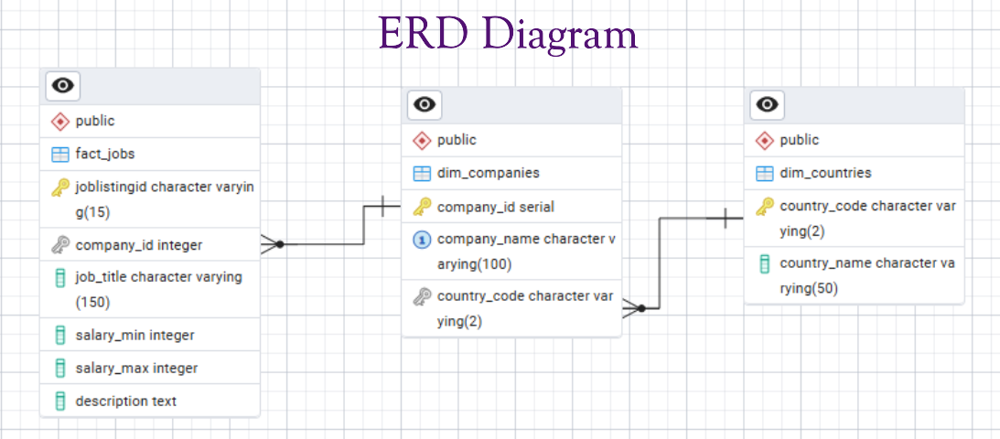 ERD Diagram
public
fact_jobs
joblistingid character varyin
g(15)
company_id integer
job_title character varying
(150)
salary_min integer
salary_max integer
description text
public
dim_companies
company_id serial
1
company_name character v
arying(100)
country_code character var
ying(2)
public
dim_countries
country_code character var
ying(2)
country_name character va
rying(50)